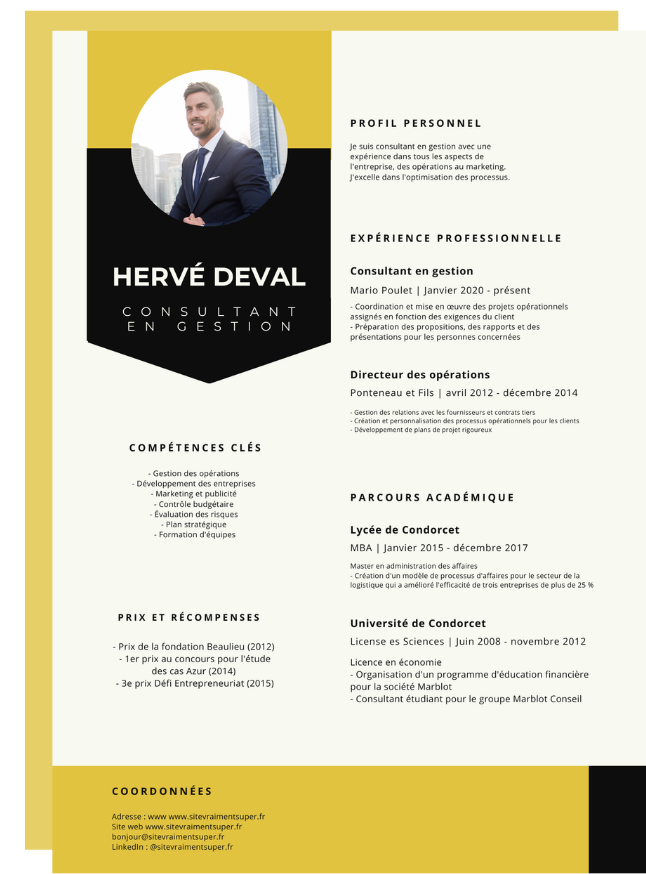 HERVÉ DEVAL
CONSULTANT
EN GESTION
COMPÉTENCES CLÉS
- Gestion des opérations
- Développement des entreprises
- Marketing et publicité
- Contrôle budgétaire
- Évaluation des risques
- Plan stratégique
- Formation d'équipes
PRIX ET RÉCOMPENSES
- Prix de la fondation Beaulieu (2012)
- 1er prix au concours pour l'étude
des cas Azur (2014)
- 3e prix Défi Entrepreneuriat (2015)
PROFIL PERSONNEL
Je suis consultant en gestion avec une
expérience dans tous les aspects de
l'entreprise, des opérations au marketing.
J'excelle dans l'optimisation des processus.
EXPÉRIENCE PROFESSIONNELLE
Consultant en gestion
Mario Poulet | Janvier 2020 - présent
- Coordination et mise en œuvre des projets opérationnels
assignés en fonction des exigences du client
- Préparation des propositions, des rapports et des
présentations pour les personnes concernées
Directeur des opérations
Ponteneau et Fils | avril 2012 - décembre 2014
- Gestion des relations avec les fournisseurs et contrats tiers
- Création et personnalisation des processus opérationnels pour les clients
- Développement de plans de projet rigoureux
PARCOURS ACADÉMIQUE
Lycée de Condorcet
MBA | Janvier 2015 - décembre 2017
Master en administration des affaires
- Création d'un modèle de processus d'affaires pour le secteur de la
logistique qui a amélioré l'efficacité de trois entreprises de plus de 25 %
Université de Condorcet
License es Sciences | Juin 2008 - novembre 2012
Licence en économie
- Organisation d'un programme d'éducation financière
pour la société Marblot
- Consultant étudiant pour le groupe Marblot Conseil
COORDONNÉES
Adresse : www www.sitevraimentsuper.fr
Site web www.sitevraimentsuper.fr
bonjour@sitevraimentsuper.fr
LinkedIn : @sitevraimentsuper.fr